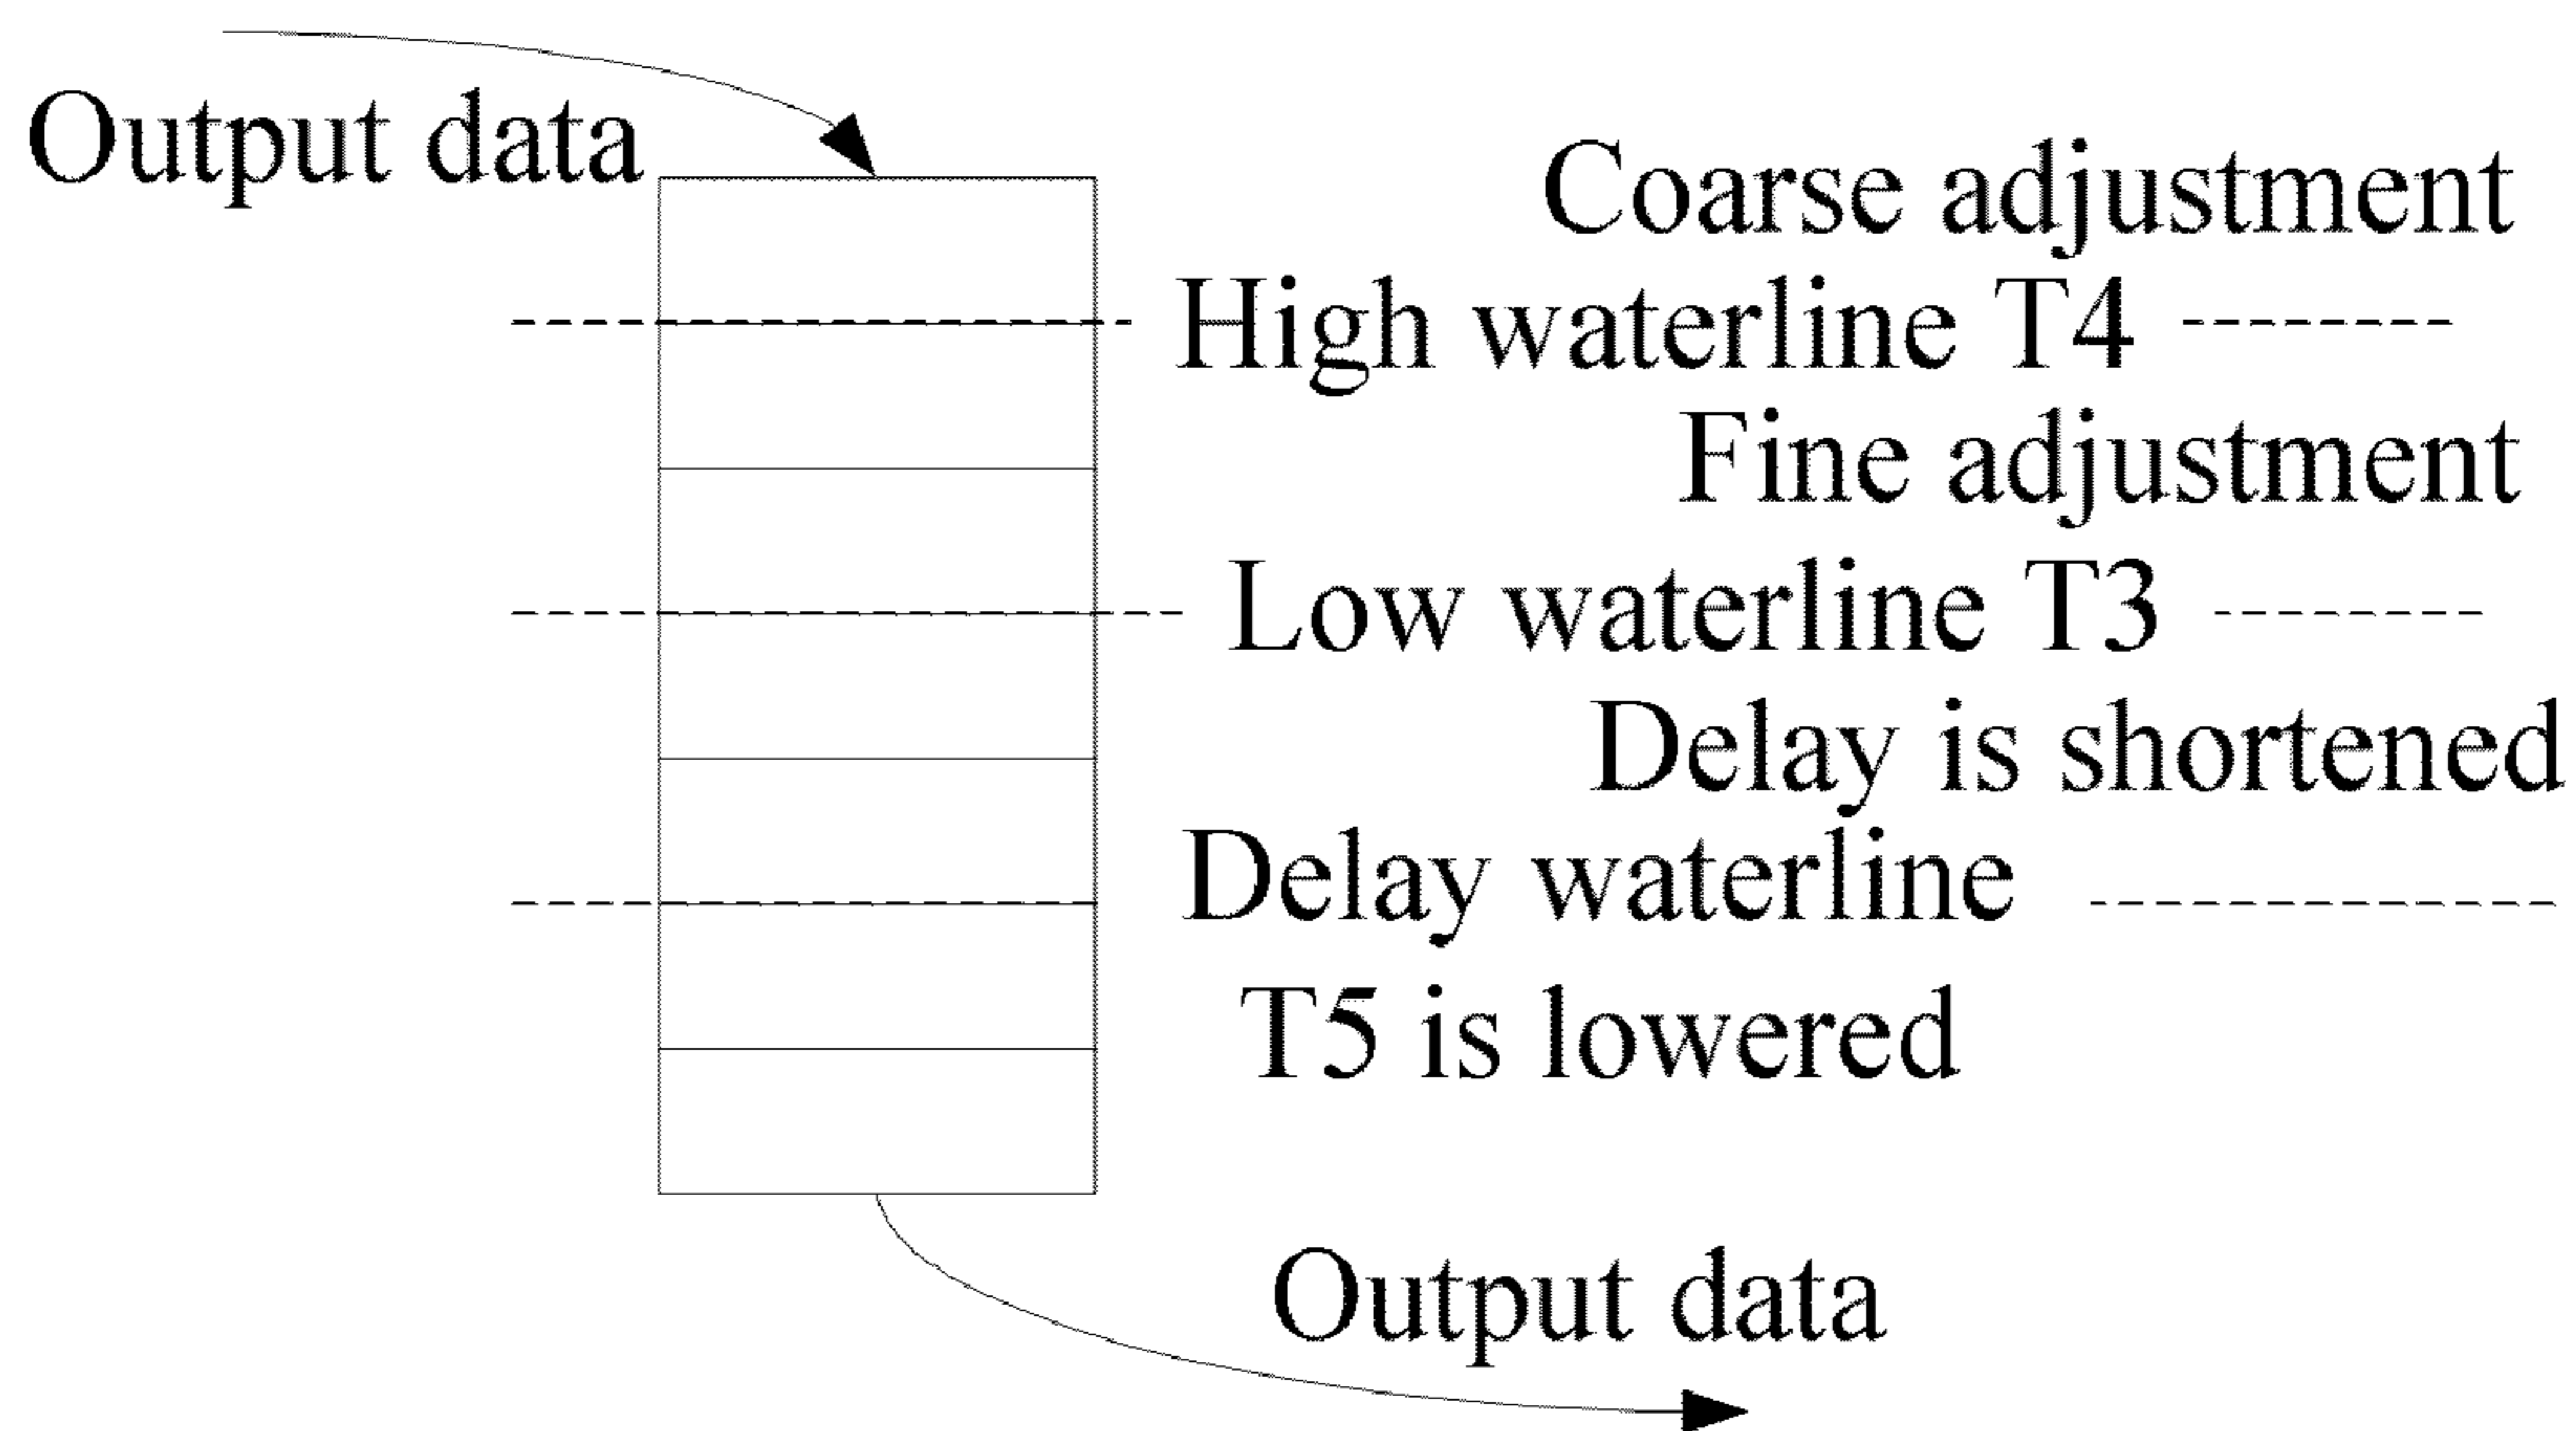 Output data
Coarse adjustment
High waterline T4
Fine adjustment
Low waterline T3
Delay is shortened
Delay waterline
T5 is lowered
Output data